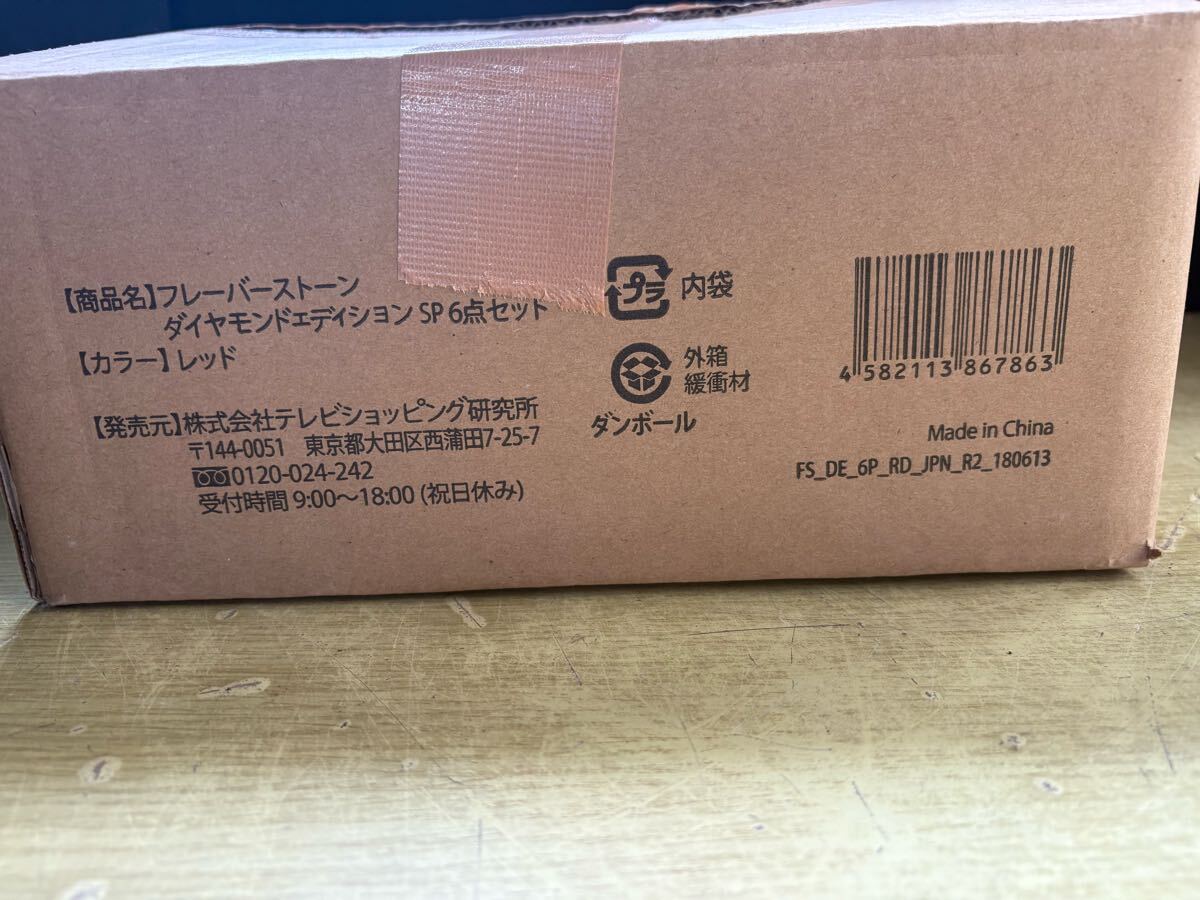 【商品名】フレーバーストーン
ダイヤモンドエディション SP 6点セット
【カラー】レッド
【発売元】株式会社テレビショッピング研究所
〒144-0051 東京都大田区西蒲田7-25-7
0120-024-242
受付時間 9:00〜18:00 (祝日休み)
プラ 内袋
外箱
緩衝材
ダンボール
4 582113 867863
Made in China
FS_DE_6P_RD_JPN_R2_180613